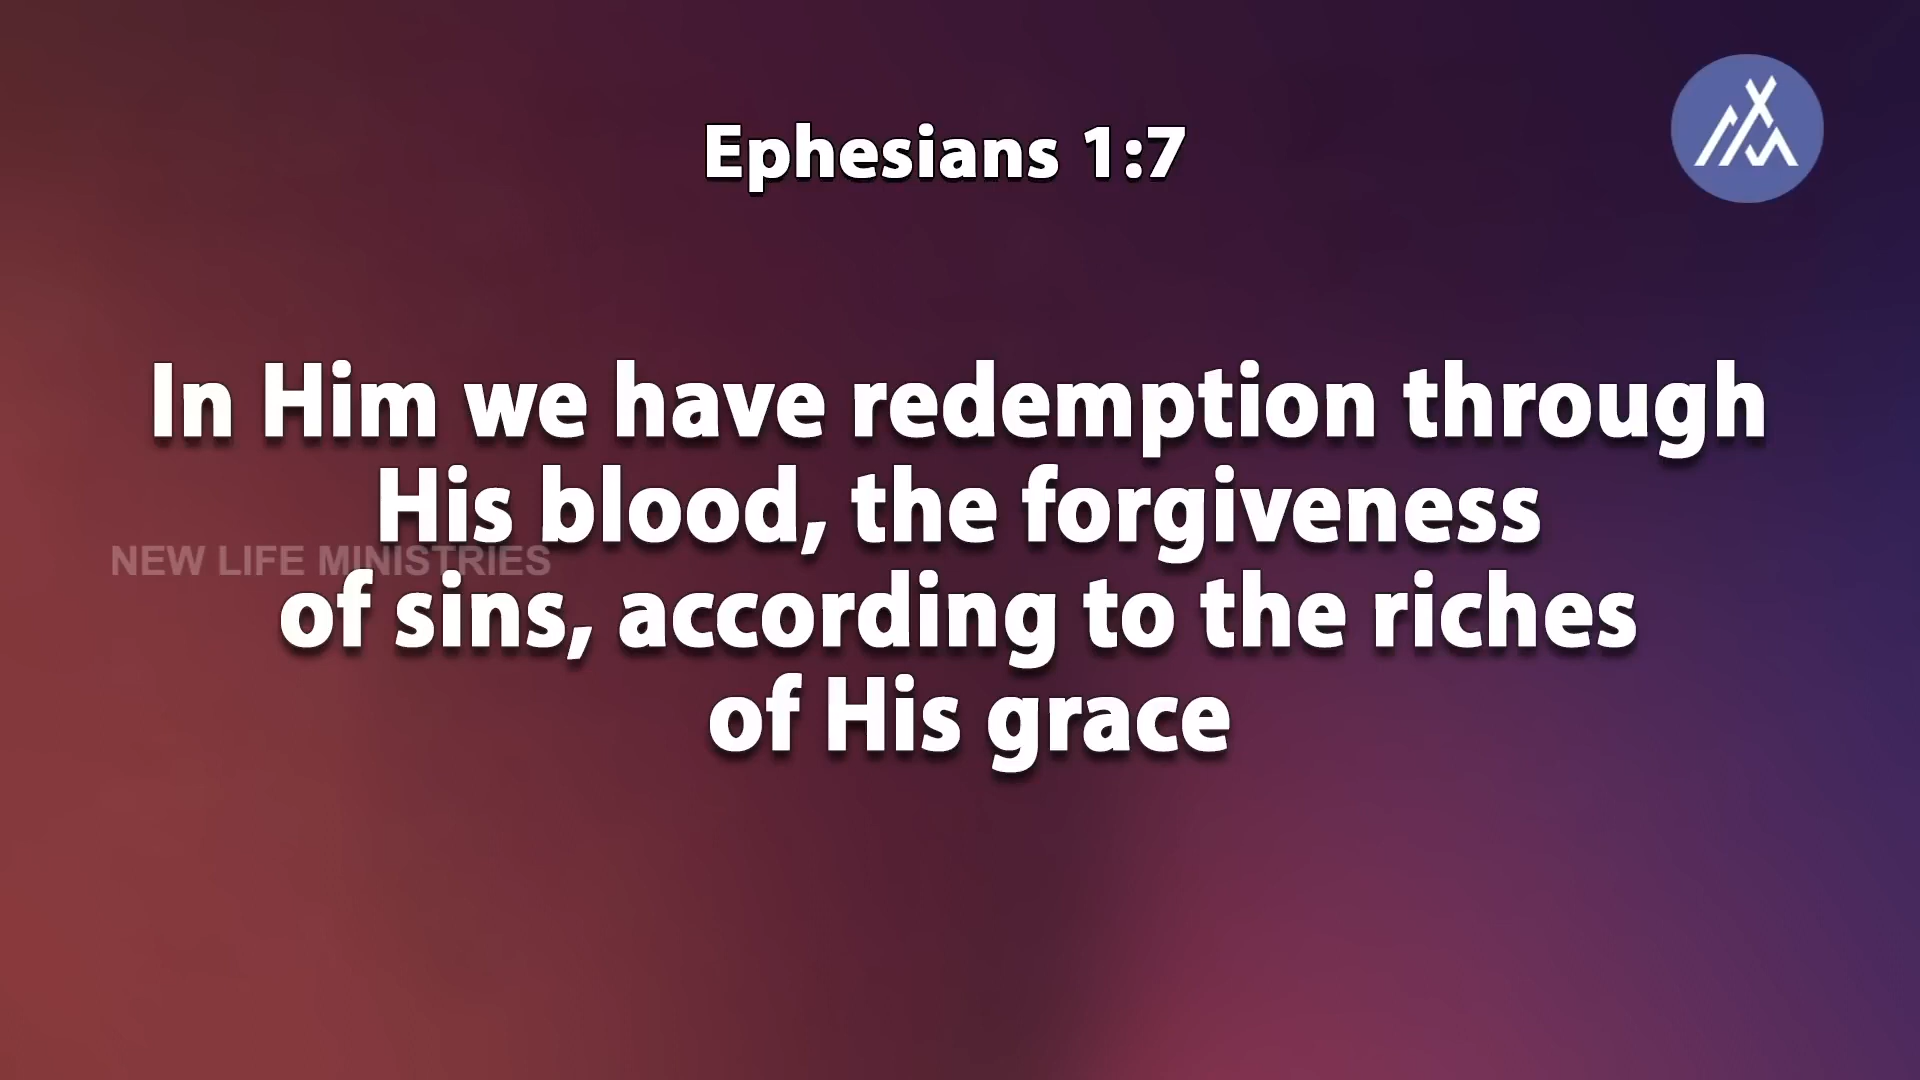 Ephesians 1:7
In Him we have redemption through
His blood, the forgiveness
NEW LIFE MINISTRIES
of sins, according to the riches
of His grace